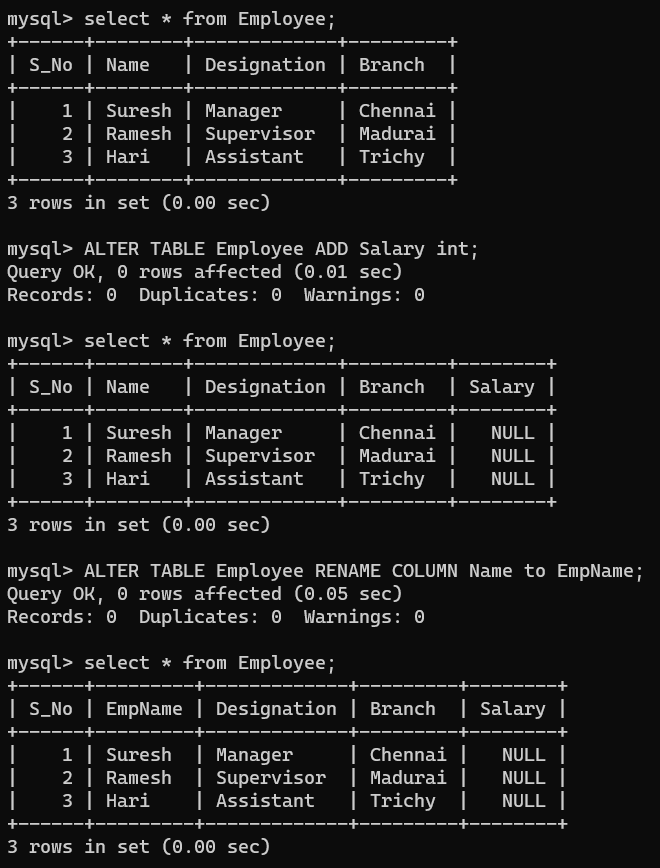 mysql> select * from Employee;
+------+--------+-------------+---------+
| S_No | Name   | Designation | Branch  |
+------+--------+-------------+---------+
|    1 | Suresh | Manager     | Chennai |
|    2 | Ramesh | Supervisor  | Madurai |
|    3 | Hari   | Assistant   | Trichy  |
+------+--------+-------------+---------+
3 rows in set (0.00 sec)

mysql> ALTER TABLE Employee ADD Salary int;
Query OK, 0 rows affected (0.01 sec)
Records: 0  Duplicates: 0  Warnings: 0

mysql> select * from Employee;
+------+--------+-------------+---------+--------+
| S_No | Name   | Designation | Branch  | Salary |
+------+--------+-------------+---------+--------+
|    1 | Suresh | Manager     | Chennai |   NULL |
|    2 | Ramesh | Supervisor  | Madurai |   NULL |
|    3 | Hari   | Assistant   | Trichy  |   NULL |
+------+--------+-------------+---------+--------+
3 rows in set (0.00 sec)

mysql> ALTER TABLE Employee RENAME COLUMN Name to EmpName;
Query OK, 0 rows affected (0.05 sec)
Records: 0  Duplicates: 0  Warnings: 0

mysql> select * from Employee;
+------+---------+-------------+---------+--------+
| S_No | EmpName | Designation | Branch  | Salary |
+------+---------+-------------+---------+--------+
|    1 | Suresh  | Manager     | Chennai |   NULL |
|    2 | Ramesh  | Supervisor  | Madurai |   NULL |
|    3 | Hari    | Assistant   | Trichy  |   NULL |
+------+---------+-------------+---------+--------+
3 rows in set (0.00 sec)